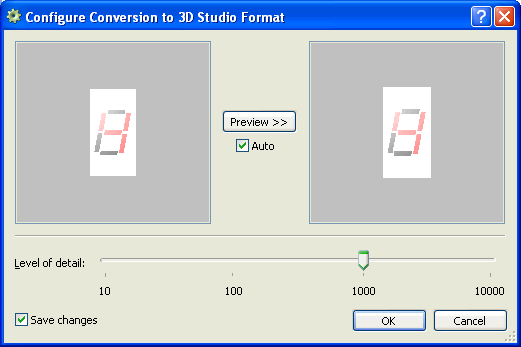 Configure Conversion to 3D Studio Format
Preview >>
Auto
Level of detail:
10 100 1000 10000
Save changes
OK Cancel